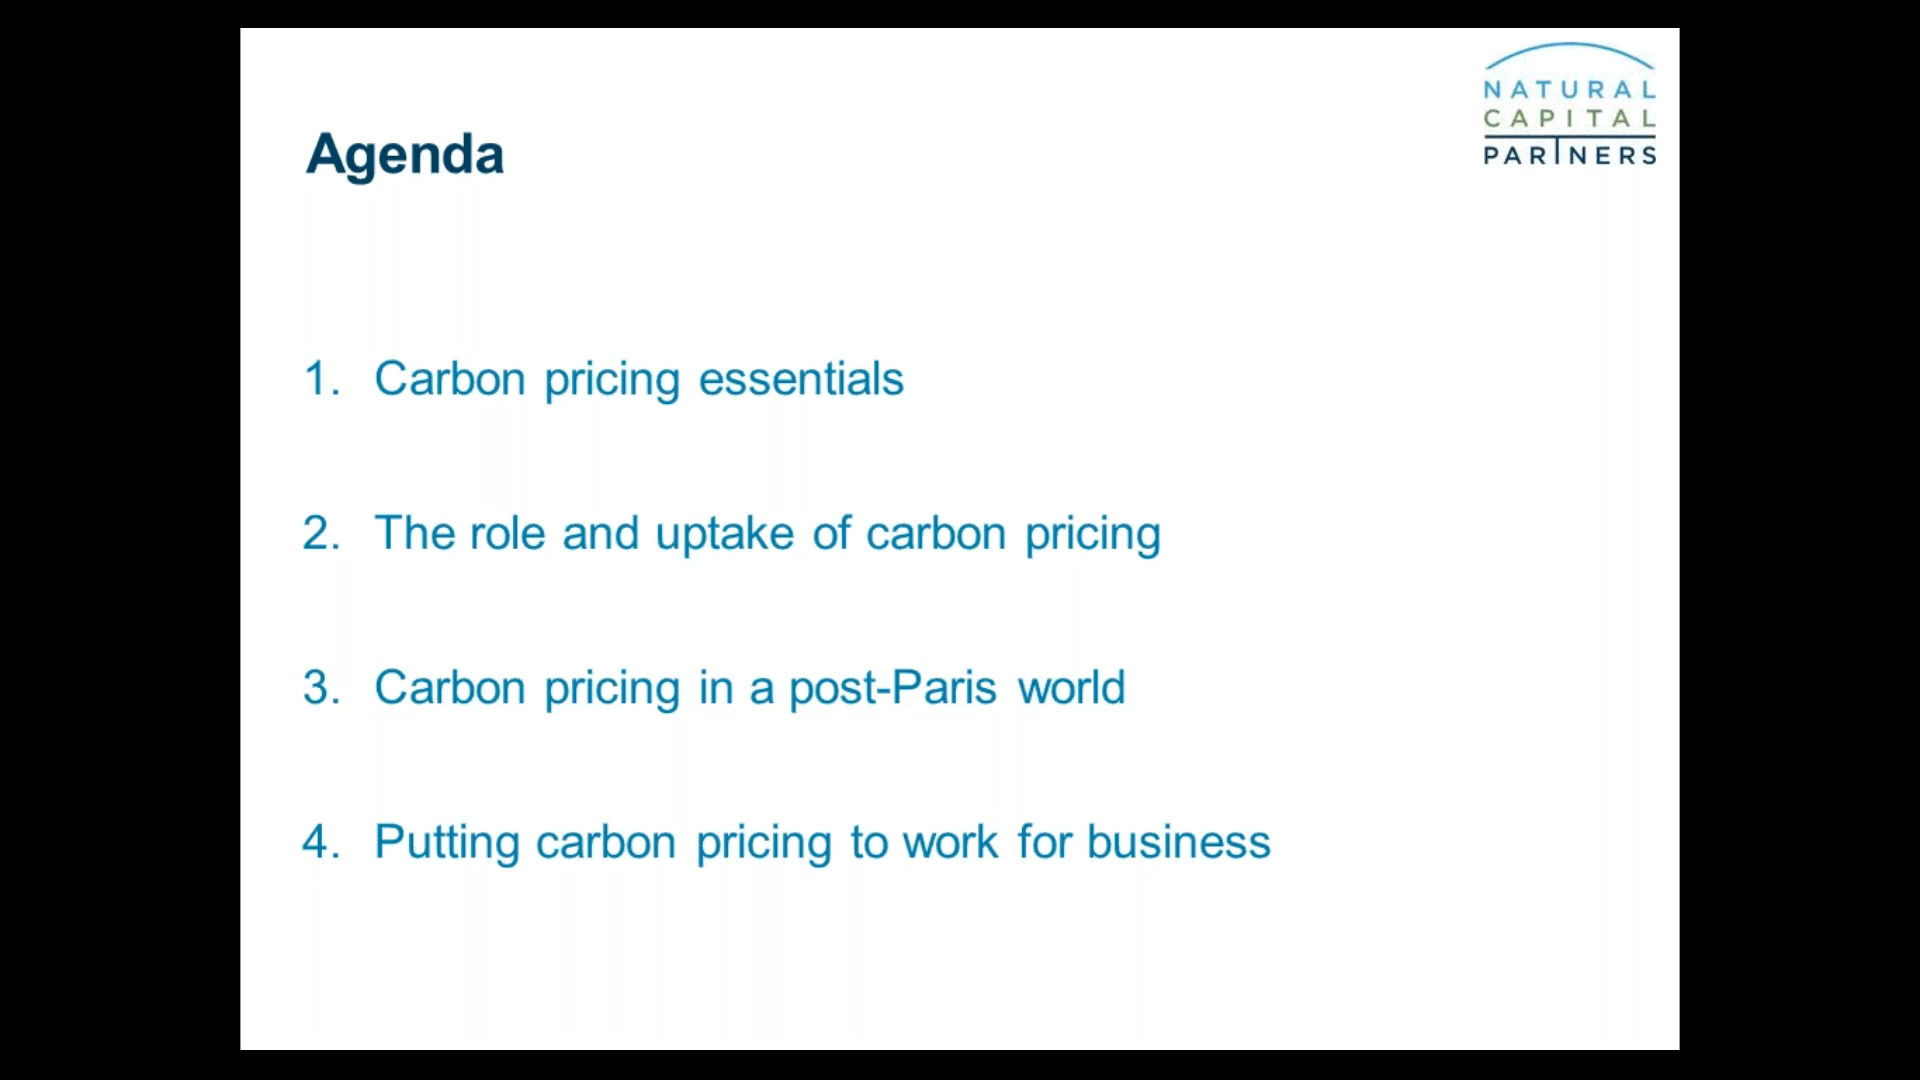 NATURAL
CAPITAL
PARTNERS
Agenda
1. Carbon pricing essentials
2. The role and uptake of carbon pricing
3. Carbon pricing in a post-Paris world
4. Putting carbon pricing to work for business